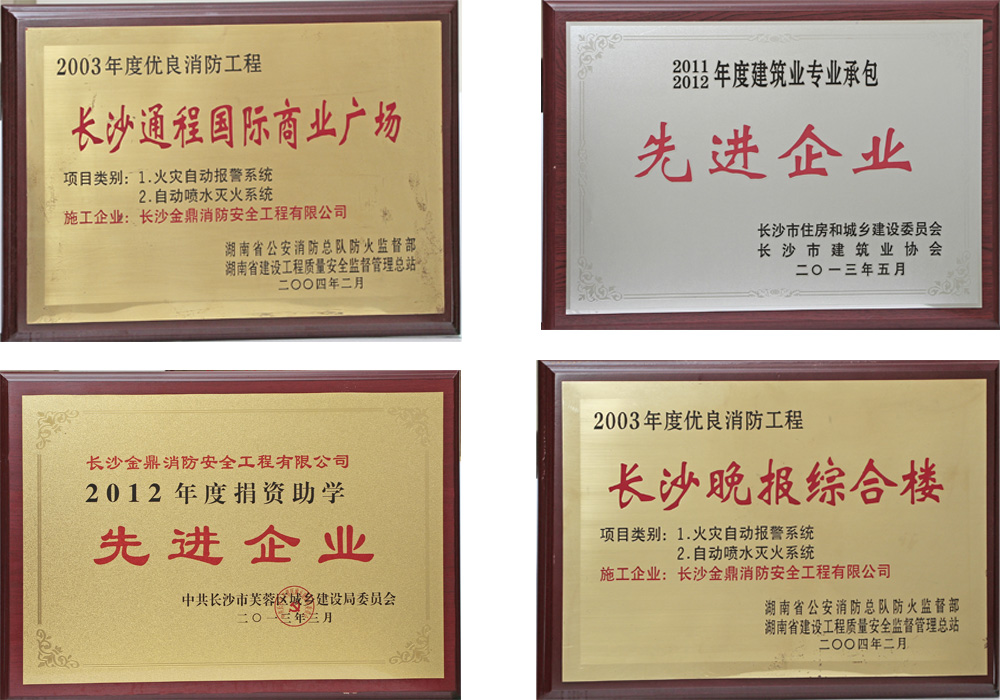 2003年度优良消防工程
长沙通程国际商业广场
项目类别：1.火灾自动报警系统
2.自动喷水灭火系统
施工企业：长沙金鼎消防安全工程有限公司
湖南省公安消防总队防火监督部
湖南省建设工程质量安全监督管理总站
二〇〇四年二月
2011
2012年度建筑业专业承包
先进企业
长沙市住房和城乡建设委员会
长沙市建筑业协会
二〇一三年五月
长沙金鼎消防安全工程有限公司
2012年度捐资助学
先进企业
中共长沙市芙蓉区城乡建设局委员会
二〇一三年三月
2003年度优良消防工程
长沙晚报综合楼
项目类别：1.火灾自动报警系统
2.自动喷水灭火系统
施工企业：长沙金鼎消防安全工程有限公司
湖南省公安消防总队防火监督部
湖南省建设工程质量安全监督管理总站
二〇〇四年二月